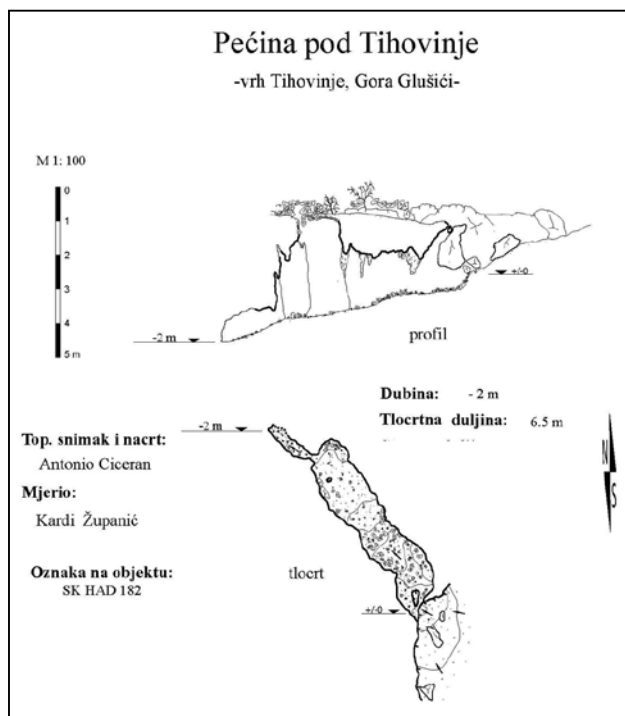 Pećina pod Tihovinje
-vrh Tihovinje, Gora Glušići-
M 1: 100
0
1
2
3
4
5 m
+/-0
-2 m
profil
Dubina: - 2 m
Tlocrtna duljina: 6.5 m
-2 m
Top. snimak i nacrt:
Antonio Ciceran
Mjerio:
Kardi Županić
Oznaka na objektu:
SK HAD 182
tlocrt
+/-0
N
S